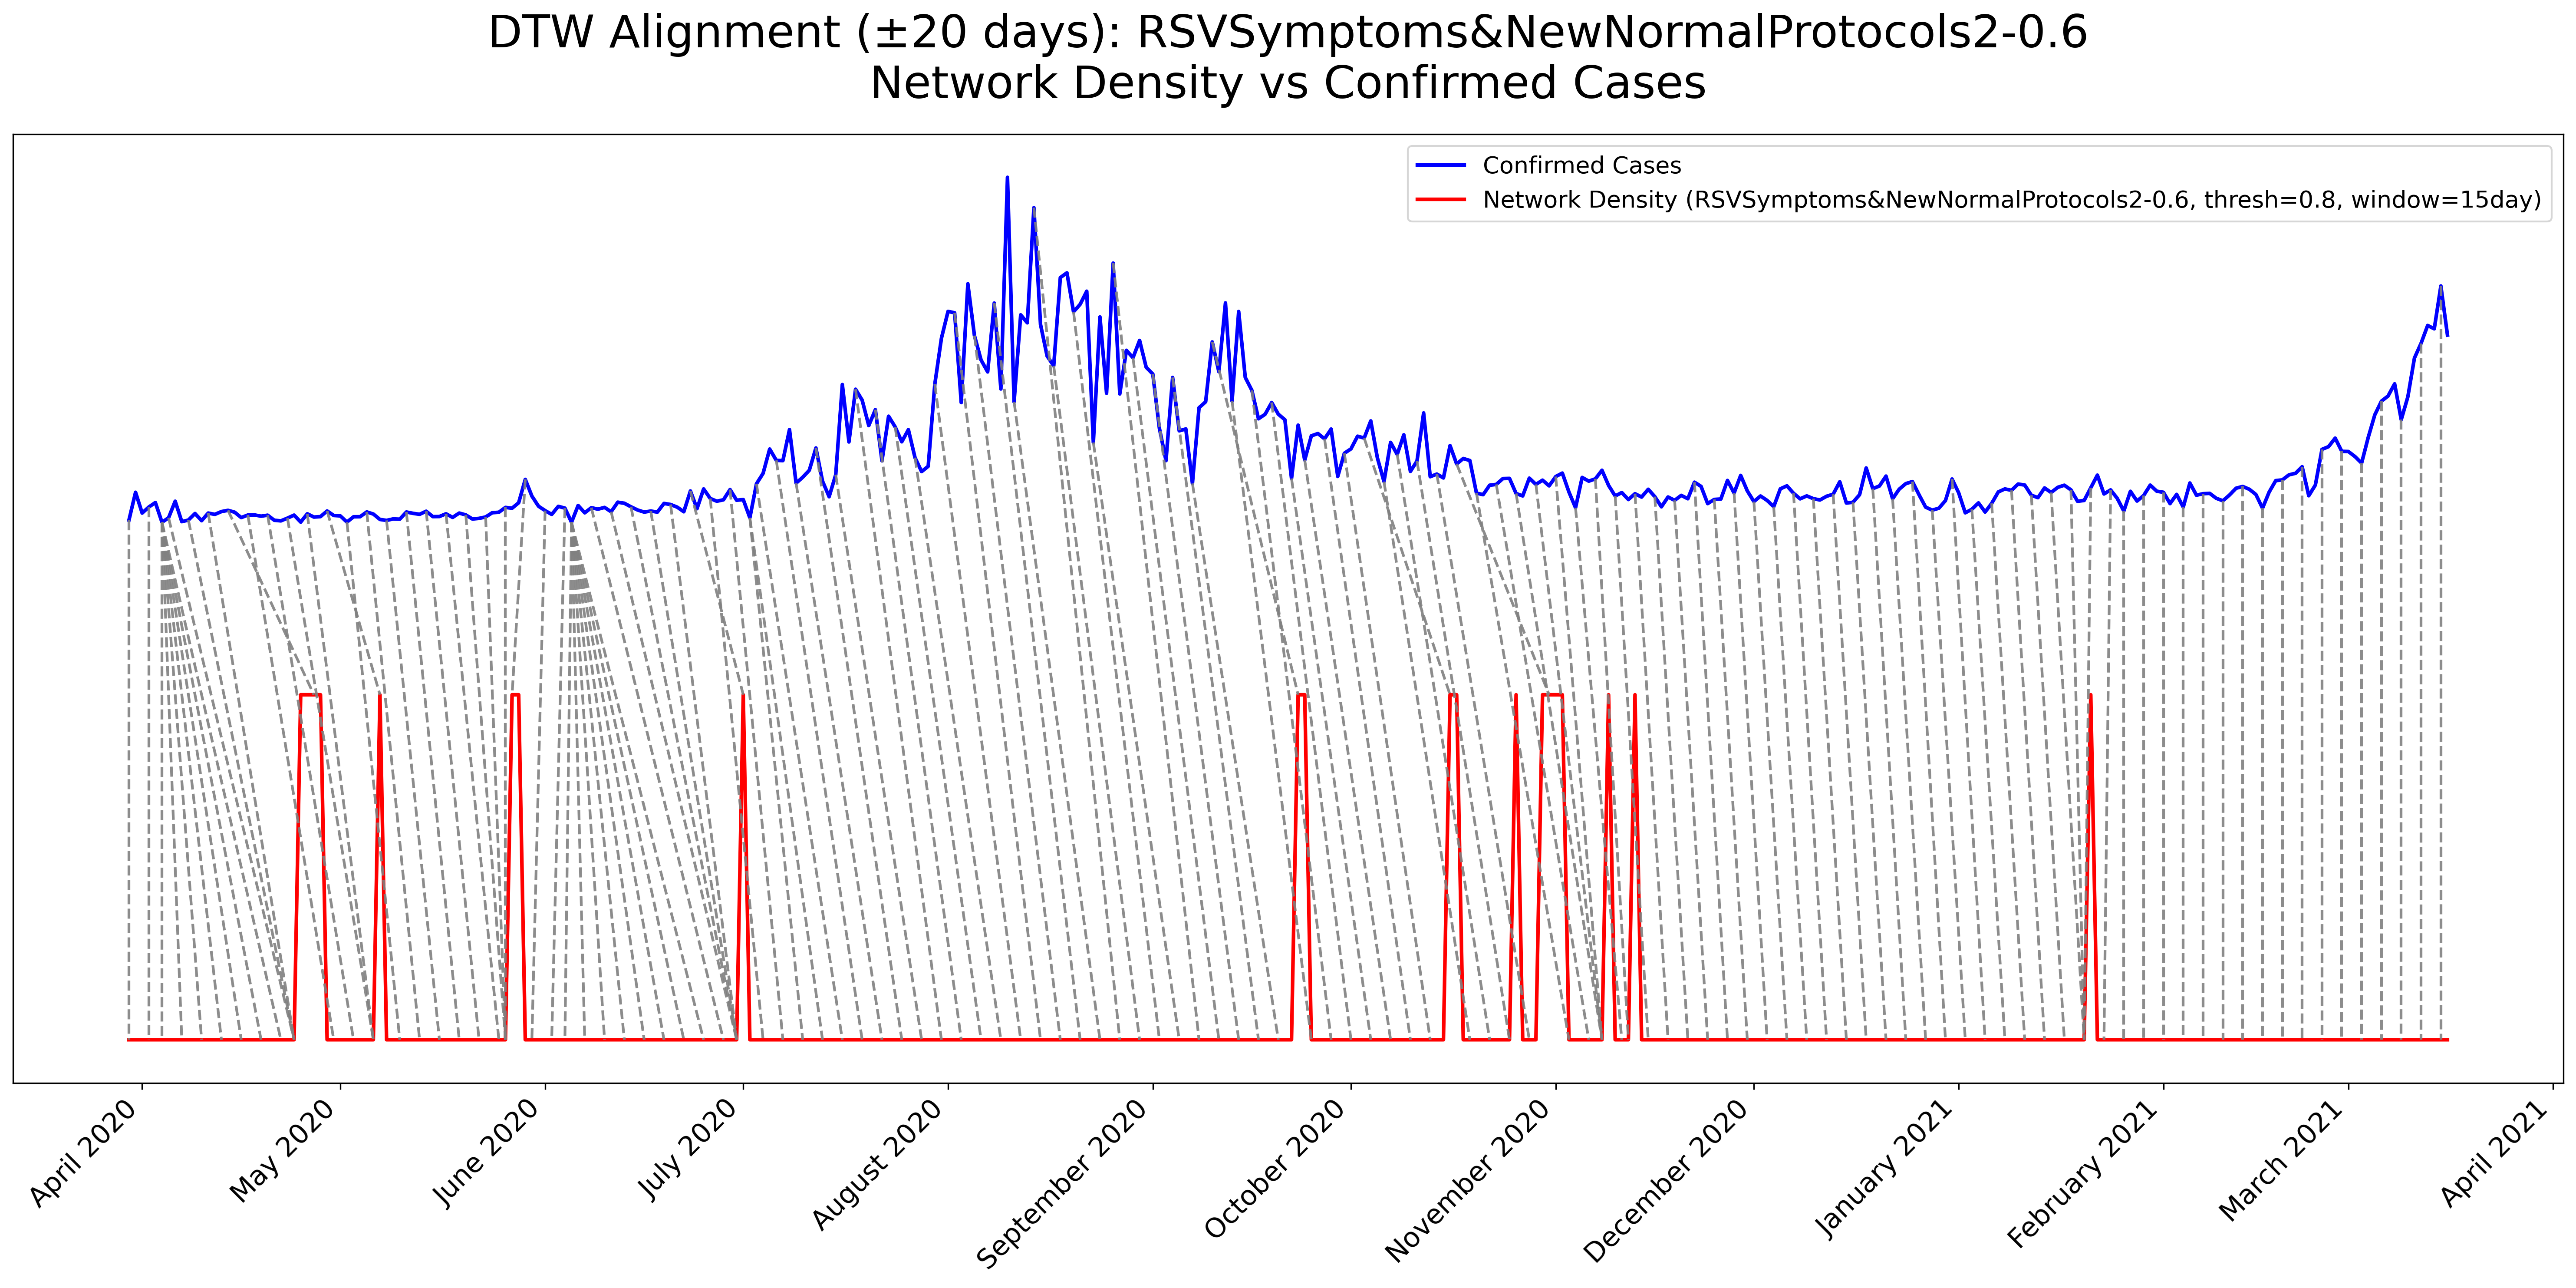 DTW Alignment (±20 days): RSVSymptoms&NewNormalProtocols2-0.6
Network Density vs Confirmed Cases
Confirmed Cases
Network Density (RSVSymptoms&NewNormalProtocols2-0.6, thresh=0.8, window=15day)
April 2020
May 2020
June 2020
July 2020
August 2020
September 2020
October 2020
November 2020
December 2020
January 2021
February 2021
March 2021
April 2021